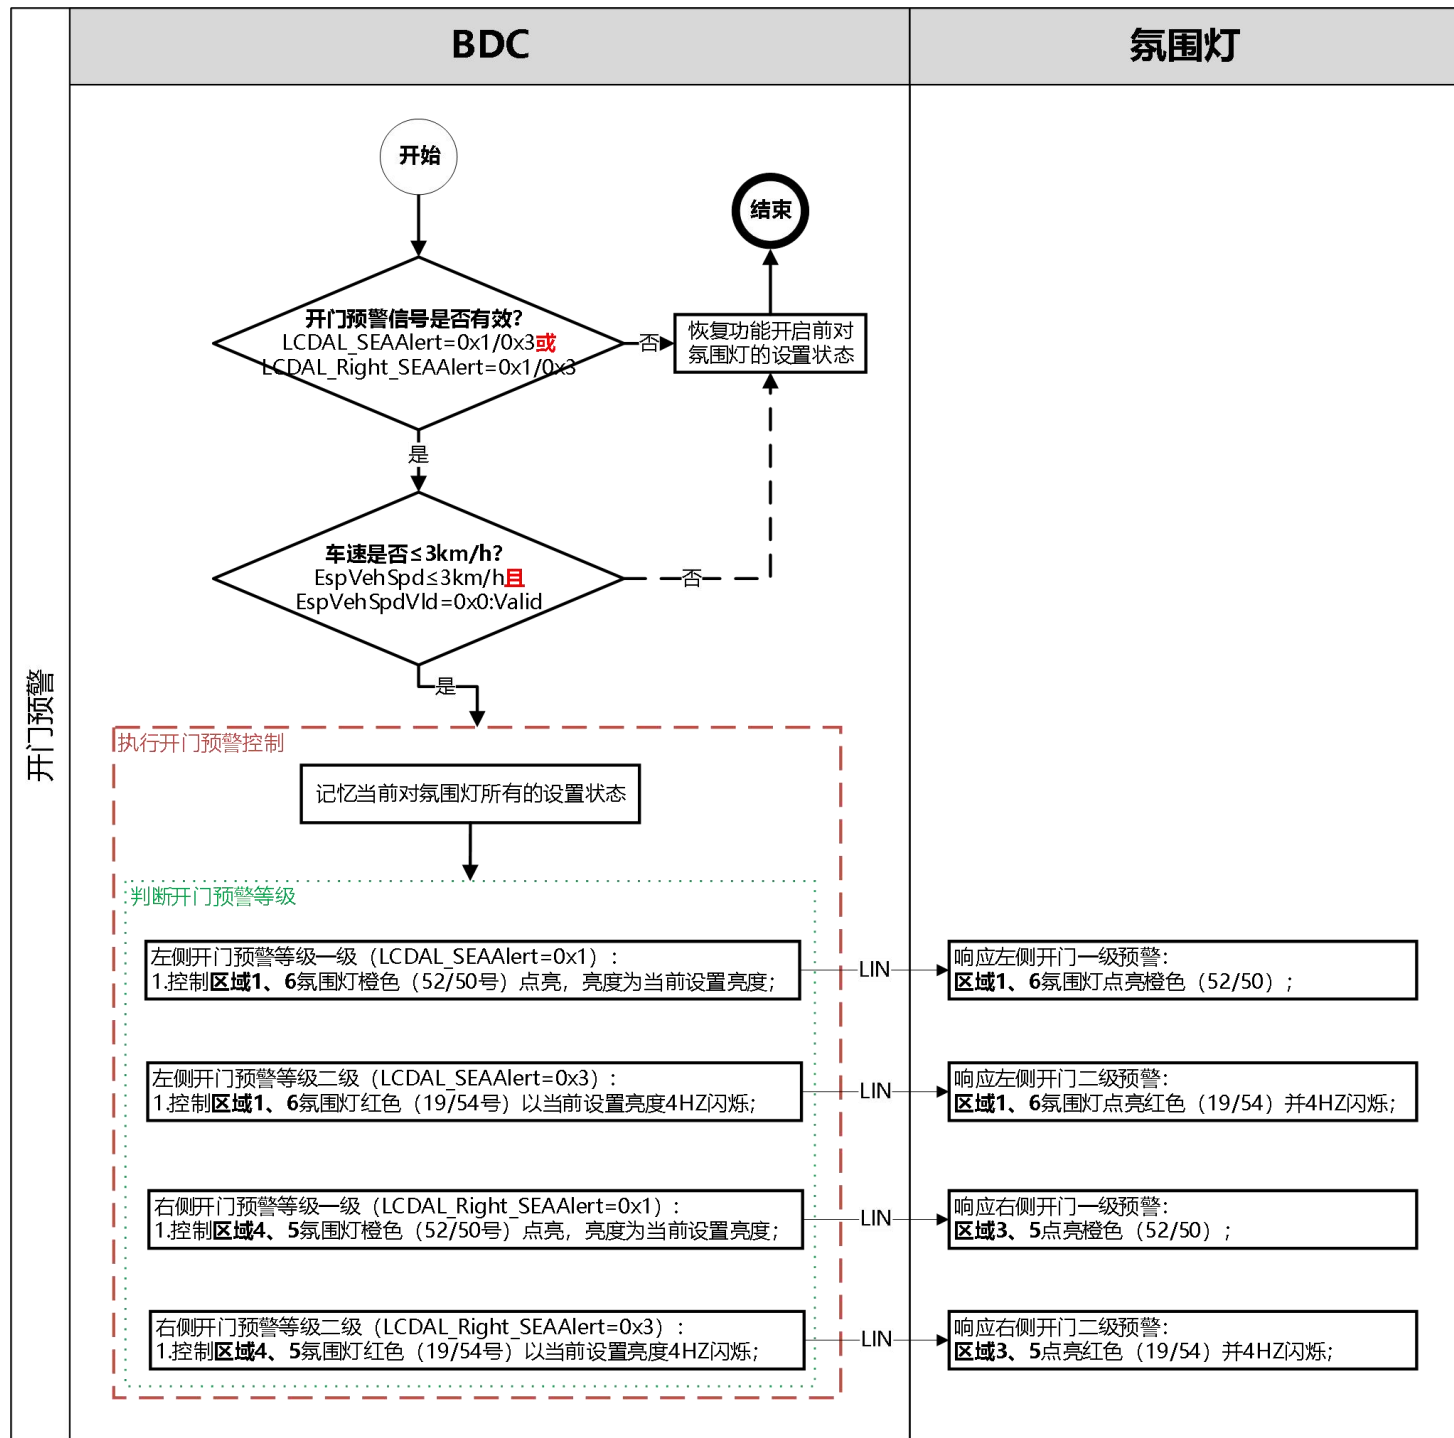 BDC
氛围灯
开门预警
开始
结束
开门预警信号是否有效?
LCDAL_SEAAlert=0x1/0x3或
LCDAL_Right_SEAAlert=0x1/0x3
否
恢复功能开启前对
氛围灯的设置状态
是
车速是否≤3km/h?
EspVehSpd≤3km/h且
EspVehSpdVld=0x0:Valid
否
是
执行开门预警控制
记忆当前对氛围灯所有的设置状态
判断开门预警等级
左侧开门预警等级一级（LCDAL_SEAAlert=0x1）:
1.控制区域1、6氛围灯橙色（52/50号）点亮，亮度为当前设置亮度;
LIN
响应左侧开门一级预警:
区域1、6氛围灯点亮橙色（52/50）;
左侧开门预警等级二级（LCDAL_SEAAlert=0x3）:
1.控制区域1、6氛围灯红色（19/54号）以当前设置亮度4HZ闪烁;
LIN
响应左侧开门二级预警:
区域1、6氛围灯点亮红色（19/54）并4HZ闪烁;
右侧开门预警等级一级（LCDAL_Right_SEAAlert=0x1）:
1.控制区域4、5氛围灯橙色（52/50号）点亮，亮度为当前设置亮度;
LIN
响应右侧开门一级预警:
区域3、5点亮橙色（52/50）;
右侧开门预警等级二级（LCDAL_Right_SEAAlert=0x3）:
1.控制区域4、5氛围灯红色（19/54号）以当前设置亮度4HZ闪烁;
LIN
响应右侧开门二级预警:
区域3、5点亮红色（19/54）并4HZ闪烁;